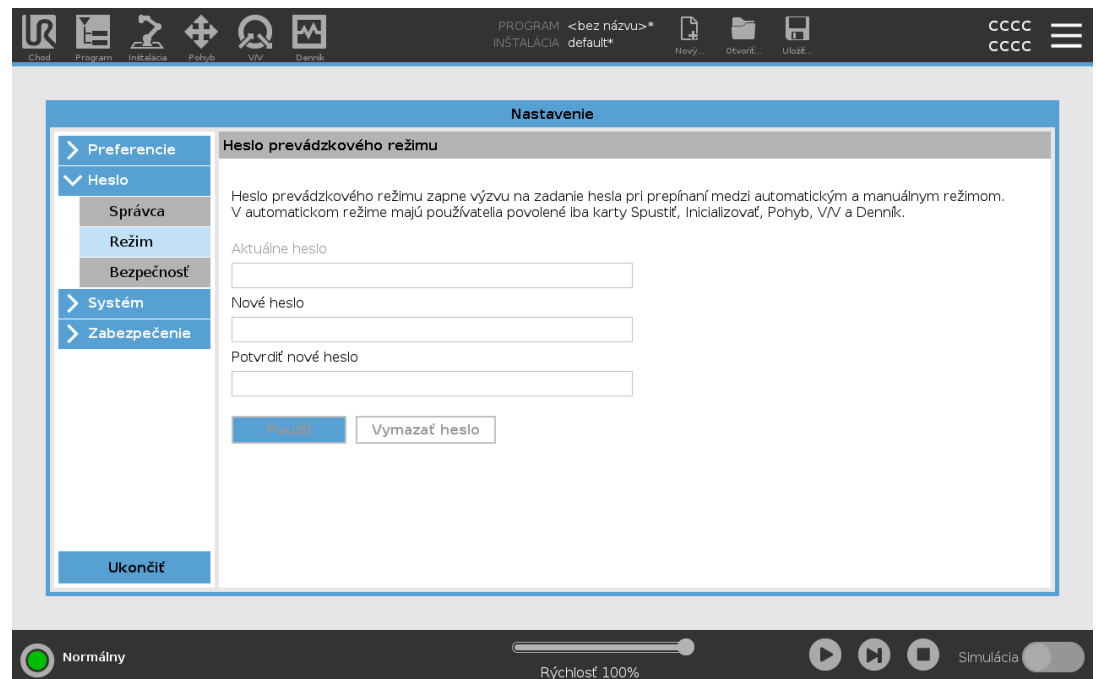 UR
PROGRAM <bez názvu>*
INŠTALÁCIA default*
CCCC
CCCC
Chod Program Inštalácia Pohyb V/V Denník Nový... Otvoriť... Uložiť...
Nastavenie
Preferencie
Heslo
Správca
Režim
Bezpečnosť
Systém
Zabezpečenie
Ukončiť
Heslo prevádzkového režimu
Heslo prevádzkového režimu zapne výzvu na zadanie hesla pri prepínaní medzi automatickým a manuálnym režimom.
V automatickom režime majú používatelia povolené iba karty Spustiť, Inicializovať, Pohyb, V/V a Denník.
Aktuálne heslo
Nové heslo
Potvrdiť nové heslo
Použiť Vymazať heslo
Normálny
Rýchlosť 100%
Simulácia